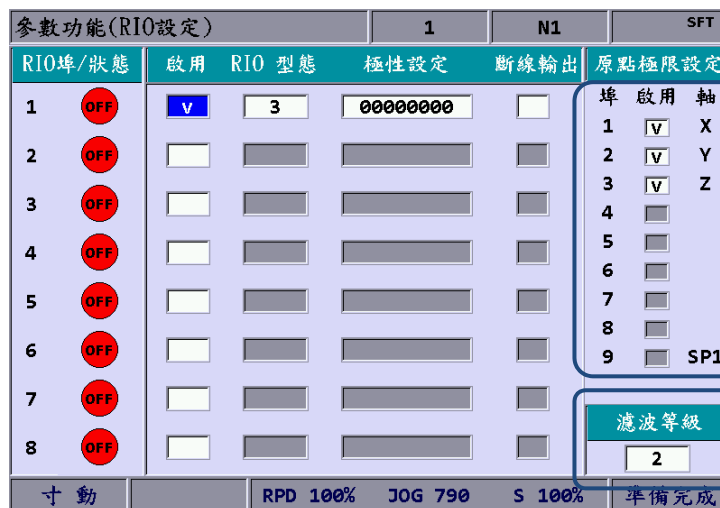 參數功能(RIO設定) 1 N1 SFT
RIO埠/狀態 啟用 RIO 型態 極性設定 斷線輸出 原點極限設定
埠 啟用 軸
1 OFF v 3 00000000
1 v X
2 OFF
2 v Y
3 OFF
3 v Z
4 OFF
4
5 OFF
5
6
7
8
9 SP1
6 OFF
7 OFF
濾波等級
8 OFF
2
寸動 RPD 100% JOG 790 S 100% 準備完成